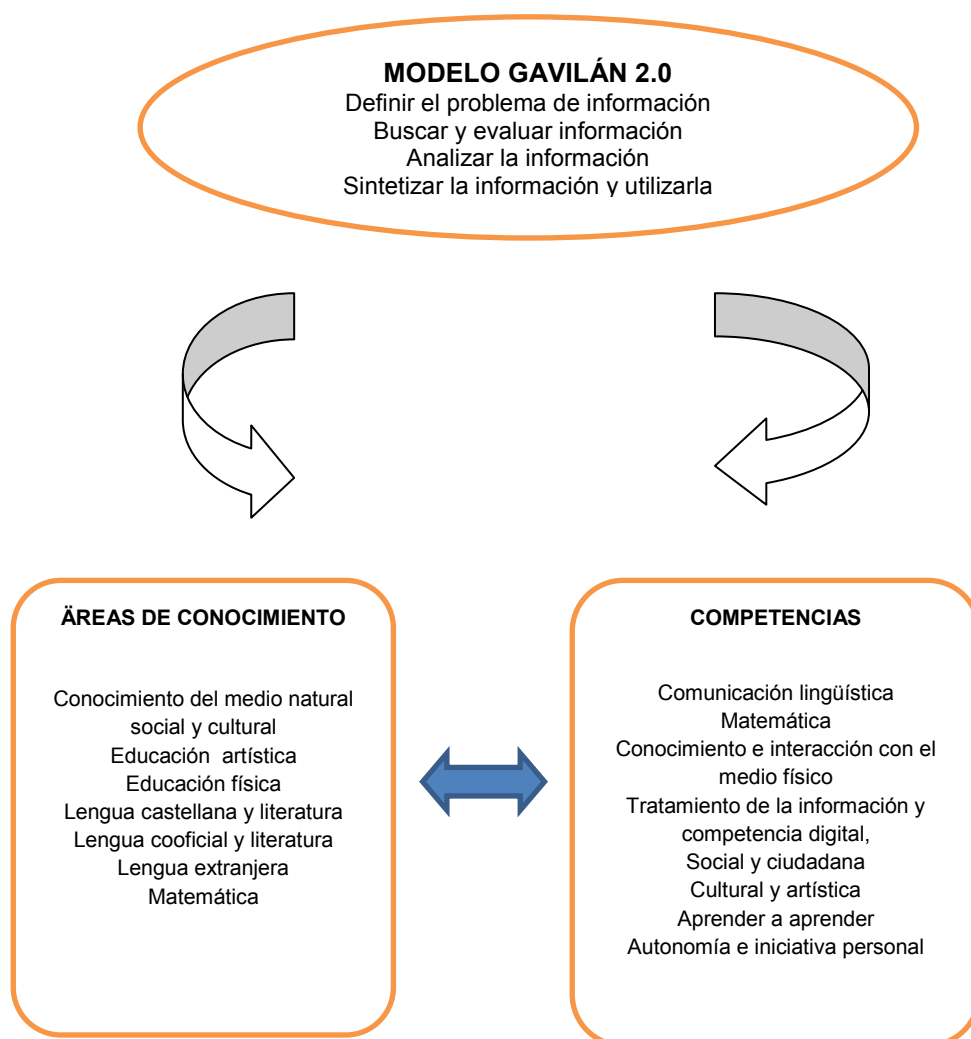 MODELO GAVILÁN 2.0
Definir el problema de información
Buscar y evaluar información
Analizar la información
Sintetizar la información y utilizarla
ÄREAS DE CONOCIMIENTO
Conocimiento del medio natural
social y cultural
Educación artística
Educación física
Lengua castellana y literatura
Lengua cooficial y literatura
Lengua extranjera
Matemática
COMPETENCIAS
Comunicación lingüística
Matemática
Conocimiento e interacción con el
medio físico
Tratamiento de la información y
competencia digital,
Social y ciudadana
Cultural y artística
Aprender a aprender
Autonomía e iniciativa personal